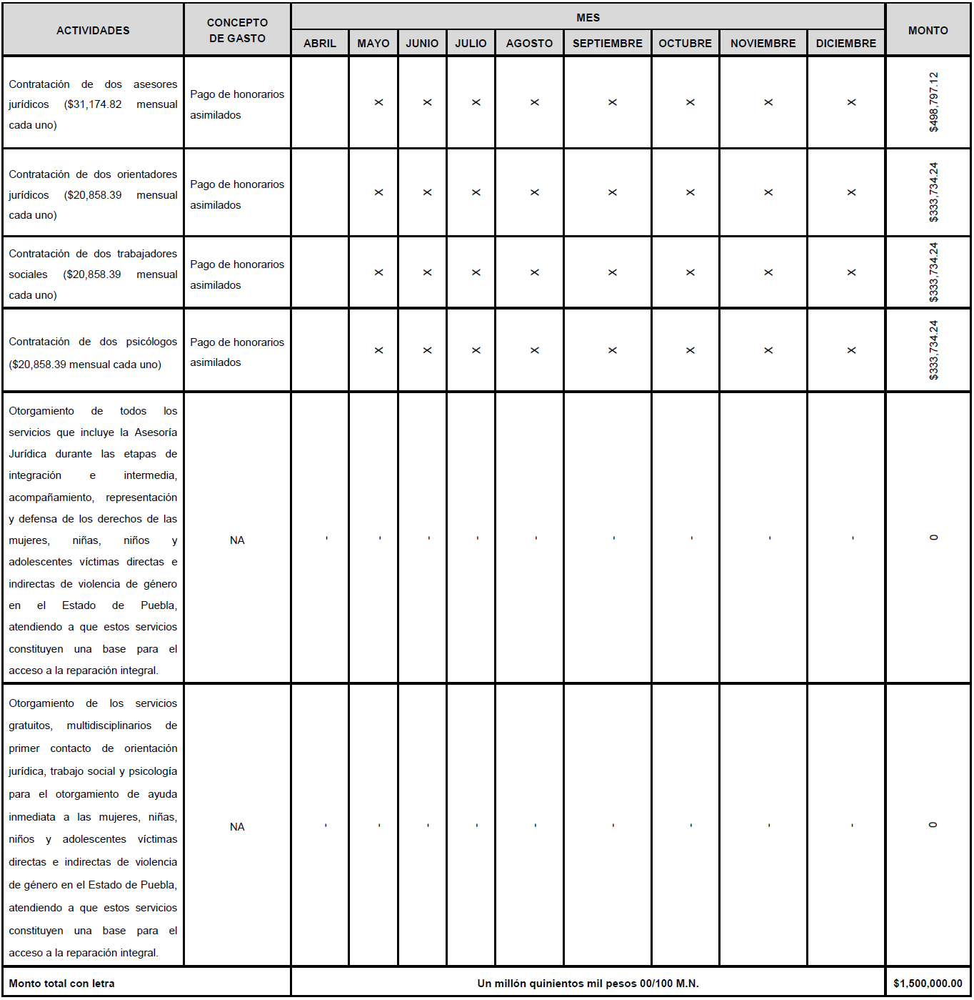 ACTIVIDADES
CONCEPTO
DE GASTO
MES
MONTO
ABRIL MAYO JUNIO JULIO AGOSTO SEPTIEMBRE OCTUBRE NOVIEMBRE DICIEMBRE
Contratación de dos asesores
jurídicos ($31,174.82 mensual
cada uno)
Pago de honorarios
asimilados
X X X X X X X X
$498,797.12
Contratación de dos orientadores
jurídicos ($20,858.39 mensual
cada uno)
Pago de honorarios
asimilados
X X X X X X X X
$333,734.24
Contratación de dos trabajadores
sociales ($20,858.39 mensual
cada uno)
Pago de honorarios
asimilados
X X X X X X X X
$333,734.24
Contratación de dos psicólogos
($20,858.39 mensual cada uno)
Pago de honorarios
asimilados
X X X X X X X X
$333,734.24
Otorgamiento de todos los
servicios que incluye la Asesoría
Jurídica durante las etapas de
integración e intermedia,
acompañamiento, representación
y defensa de los derechos de las
mujeres, niñas, niños y
adolescentes víctimas directas e
indirectas de violencia de género
en el Estado de Puebla,
atendiendo a que estos servicios
constituyen una base para el
acceso a la reparación integral.
NA
- - - - - - - - -
0
Otorgamiento de los servicios
gratuitos, multidisciplinarios de
primer contacto de orientación
jurídica, trabajo social y psicología
para el otorgamiento de ayuda
inmediata a las mujeres, niñas,
niños y adolescentes víctimas
directas e indirectas de violencia
de género en el Estado de Puebla,
atendiendo a que estos servicios
constituyen una base para el
acceso a la reparación integral.
NA
- - - - - - - - -
0
Monto total con letra
Un millón quinientos mil pesos 00/100 M.N.
$1,500,000.00